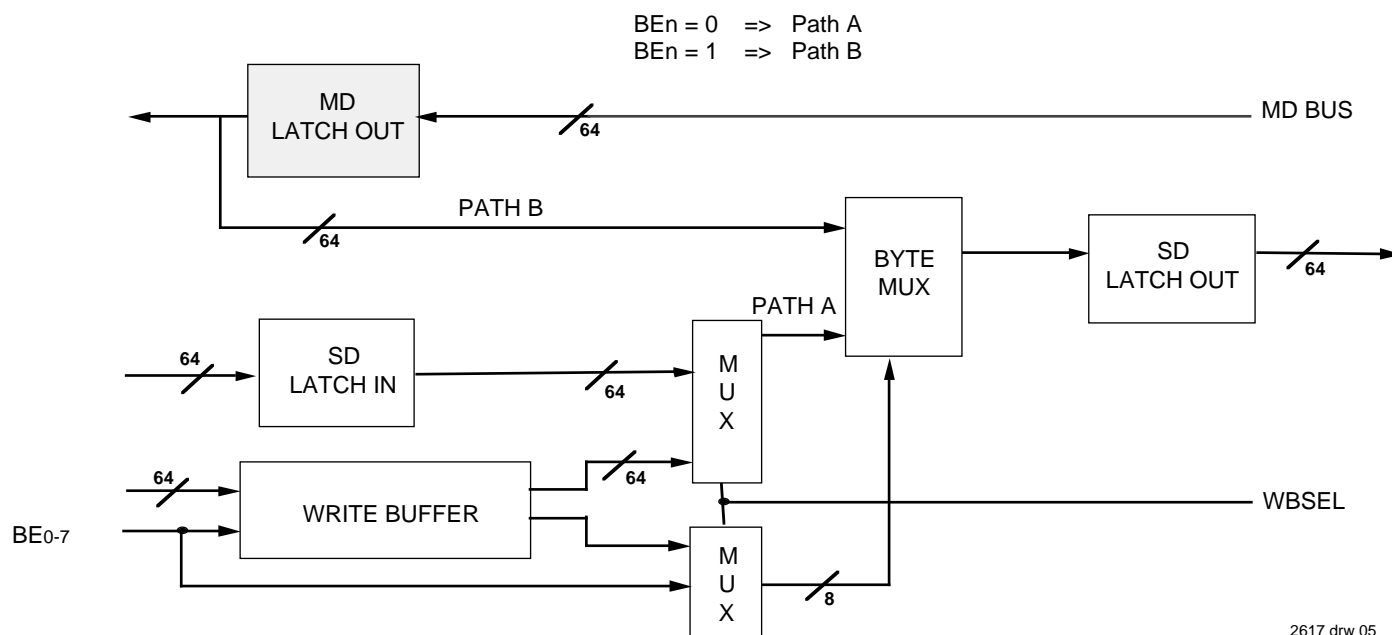 BEn = 0 => Path A
BEn = 1 => Path B
MD
LATCH OUT
64
MD BUS
PATH B
64
BYTE
MUX
SD
LATCH OUT
64
PATH A
64
SD
LATCH IN
64
M
U
X
64
WRITE BUFFER
64
WBSEL
BE0-7
M
U
X
8
2617 drw 05